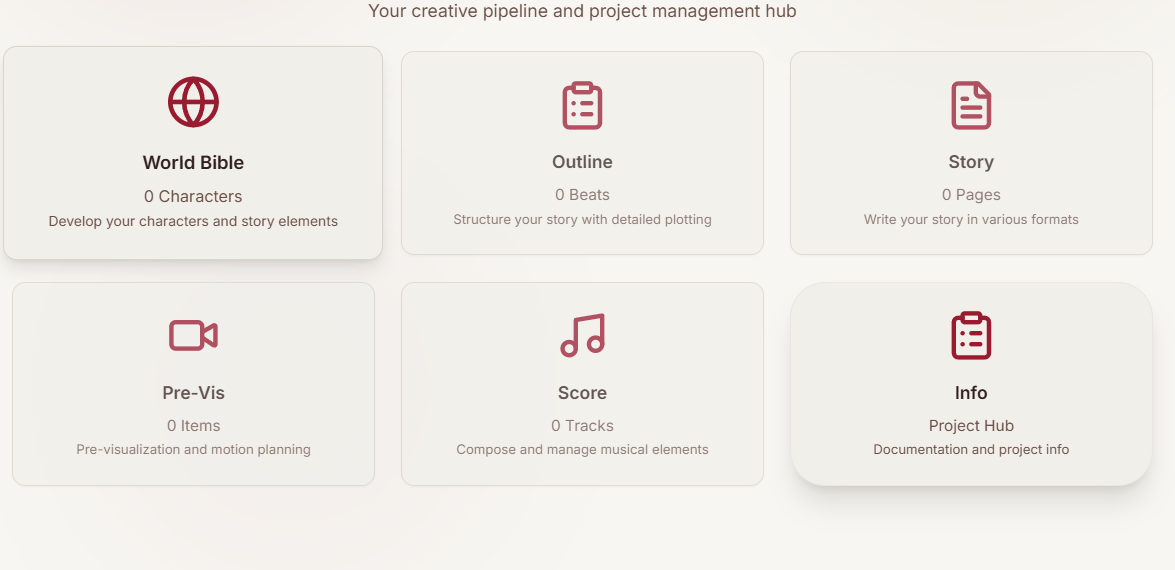 Your creative pipeline and project management hub
World Bible
0 Characters
Develop your characters and story elements
Outline
0 Beats
Structure your story with detailed plotting
Story
0 Pages
Write your story in various formats
Pre-Vis
0 Items
Pre-visualization and motion planning
Score
0 Tracks
Compose and manage musical elements
Info
Project Hub
Documentation and project info